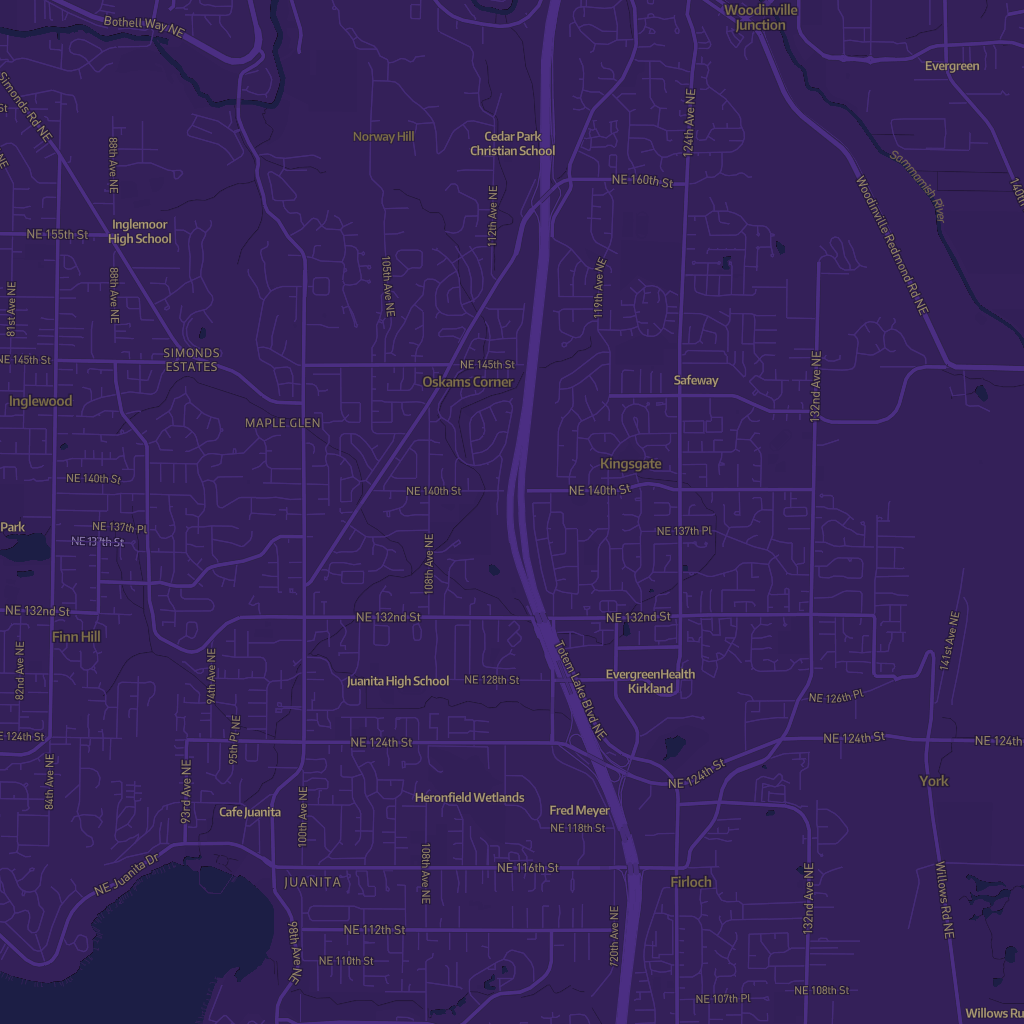 Woodinville
Junction
Bothell Way NE
Evergreen
Simonds Rd NE
St
124th Ave NE
Norway Hill
Cedar Park
Christian School
88th Ave NE
NE
Sammamish River
NE 160th St
140th
112th Ave NE
Woodinville Redmond Rd NE
Inglemoor
High School
NE 155th St
88th Ave NE
105th Ave NE
119th Ave NE
81st Ave NE
NE 145th St
SIMONDS
ESTATES
NE 145th St
Oskams Corner
Safeway
132nd Ave NE
Inglewood
MAPLE GLEN
Kingsgate
NE 140th St
NE 140th St
NE 140th St
Park
NE 137th Pl
NE 137th St
NE 137th Pl
108th Ave NE
NE 132nd St
NE 132nd St
NE 132nd St
Finn Hill
141st Ave NE
82nd Ave NE
94th Ave NE
Totem Lake Blvd NE
Juanita High School
NE 128th St
EvergreenHealth
Kirkland
NE 126th Pl
95th Pl NE
E 124th St
NE 124th St
NE 124th St
NE 124th
84th Ave NE
93rd Ave NE
NE 124th St
York
Heronfield Wetlands
Cafe Juanita
100th Ave NE
Fred Meyer
NE 118th St
NE Juanita Dr
108th Ave NE
NE 116th St
JUANITA
Firloch
132nd Ave NE
Willows Rd NE
98th Ave NE
NE 112th St
120th Ave NE
NE 110th St
NE 107th Pl
NE 108th St
Willows Ru